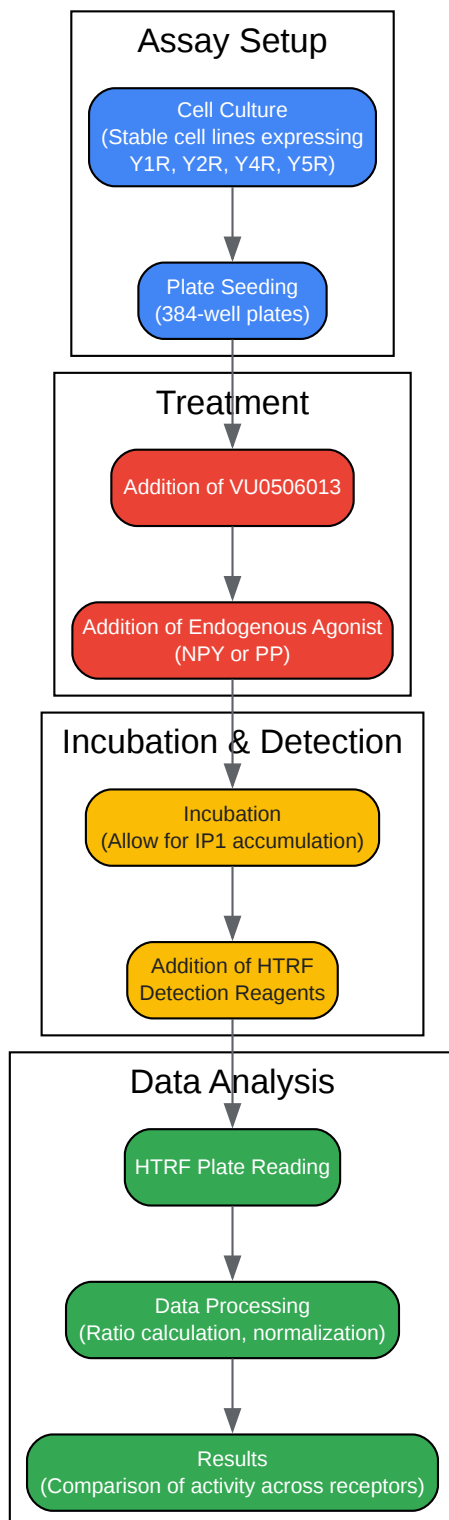 Assay Setup
Cell Culture
(Stable cell lines expressing
Y1R, Y2R, Y4R, Y5R)
Plate Seeding
(384-well plates)
Treatment
Addition of VU0506013
Addition of Endogenous Agonist
(NPY or PP)
Incubation & Detection
Incubation
(Allow for IP1 accumulation)
Addition of HTRF
Detection Reagents
Data Analysis
HTRF Plate Reading
Data Processing
(Ratio calculation, normalization)
Results
(Comparison of activity across receptors)